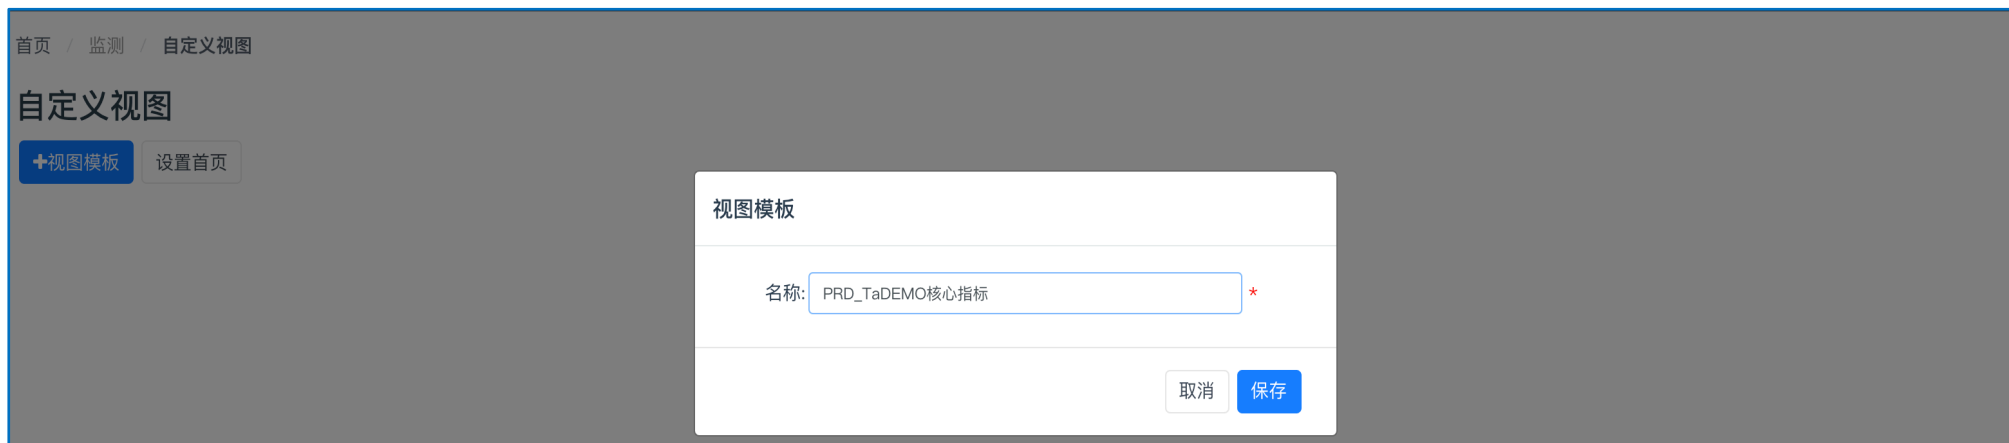 首页 / 监测 / 自定义视图
自定义视图
+视图模板 设置首页
视图模板
名称: PRD_TaDEMO核心指标 *
取消 保存